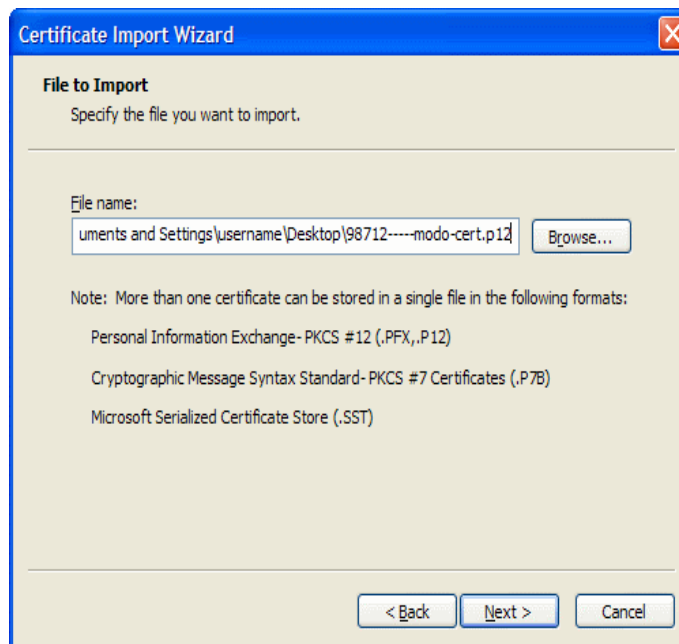 Certificate Import Wizard
File to Import
Specify the file you want to import.
File name:
uments and Settings\username\Desktop\98712-----modo-cert.p12
Browse...
Note: More than one certificate can be stored in a single file in the following formats:
Personal Information Exchange- PKCS #12 (.PFX,.P12)
Cryptographic Message Syntax Standard- PKCS #7 Certificates (.P7B)
Microsoft Serialized Certificate Store (.SST)
< Back
Next >
Cancel